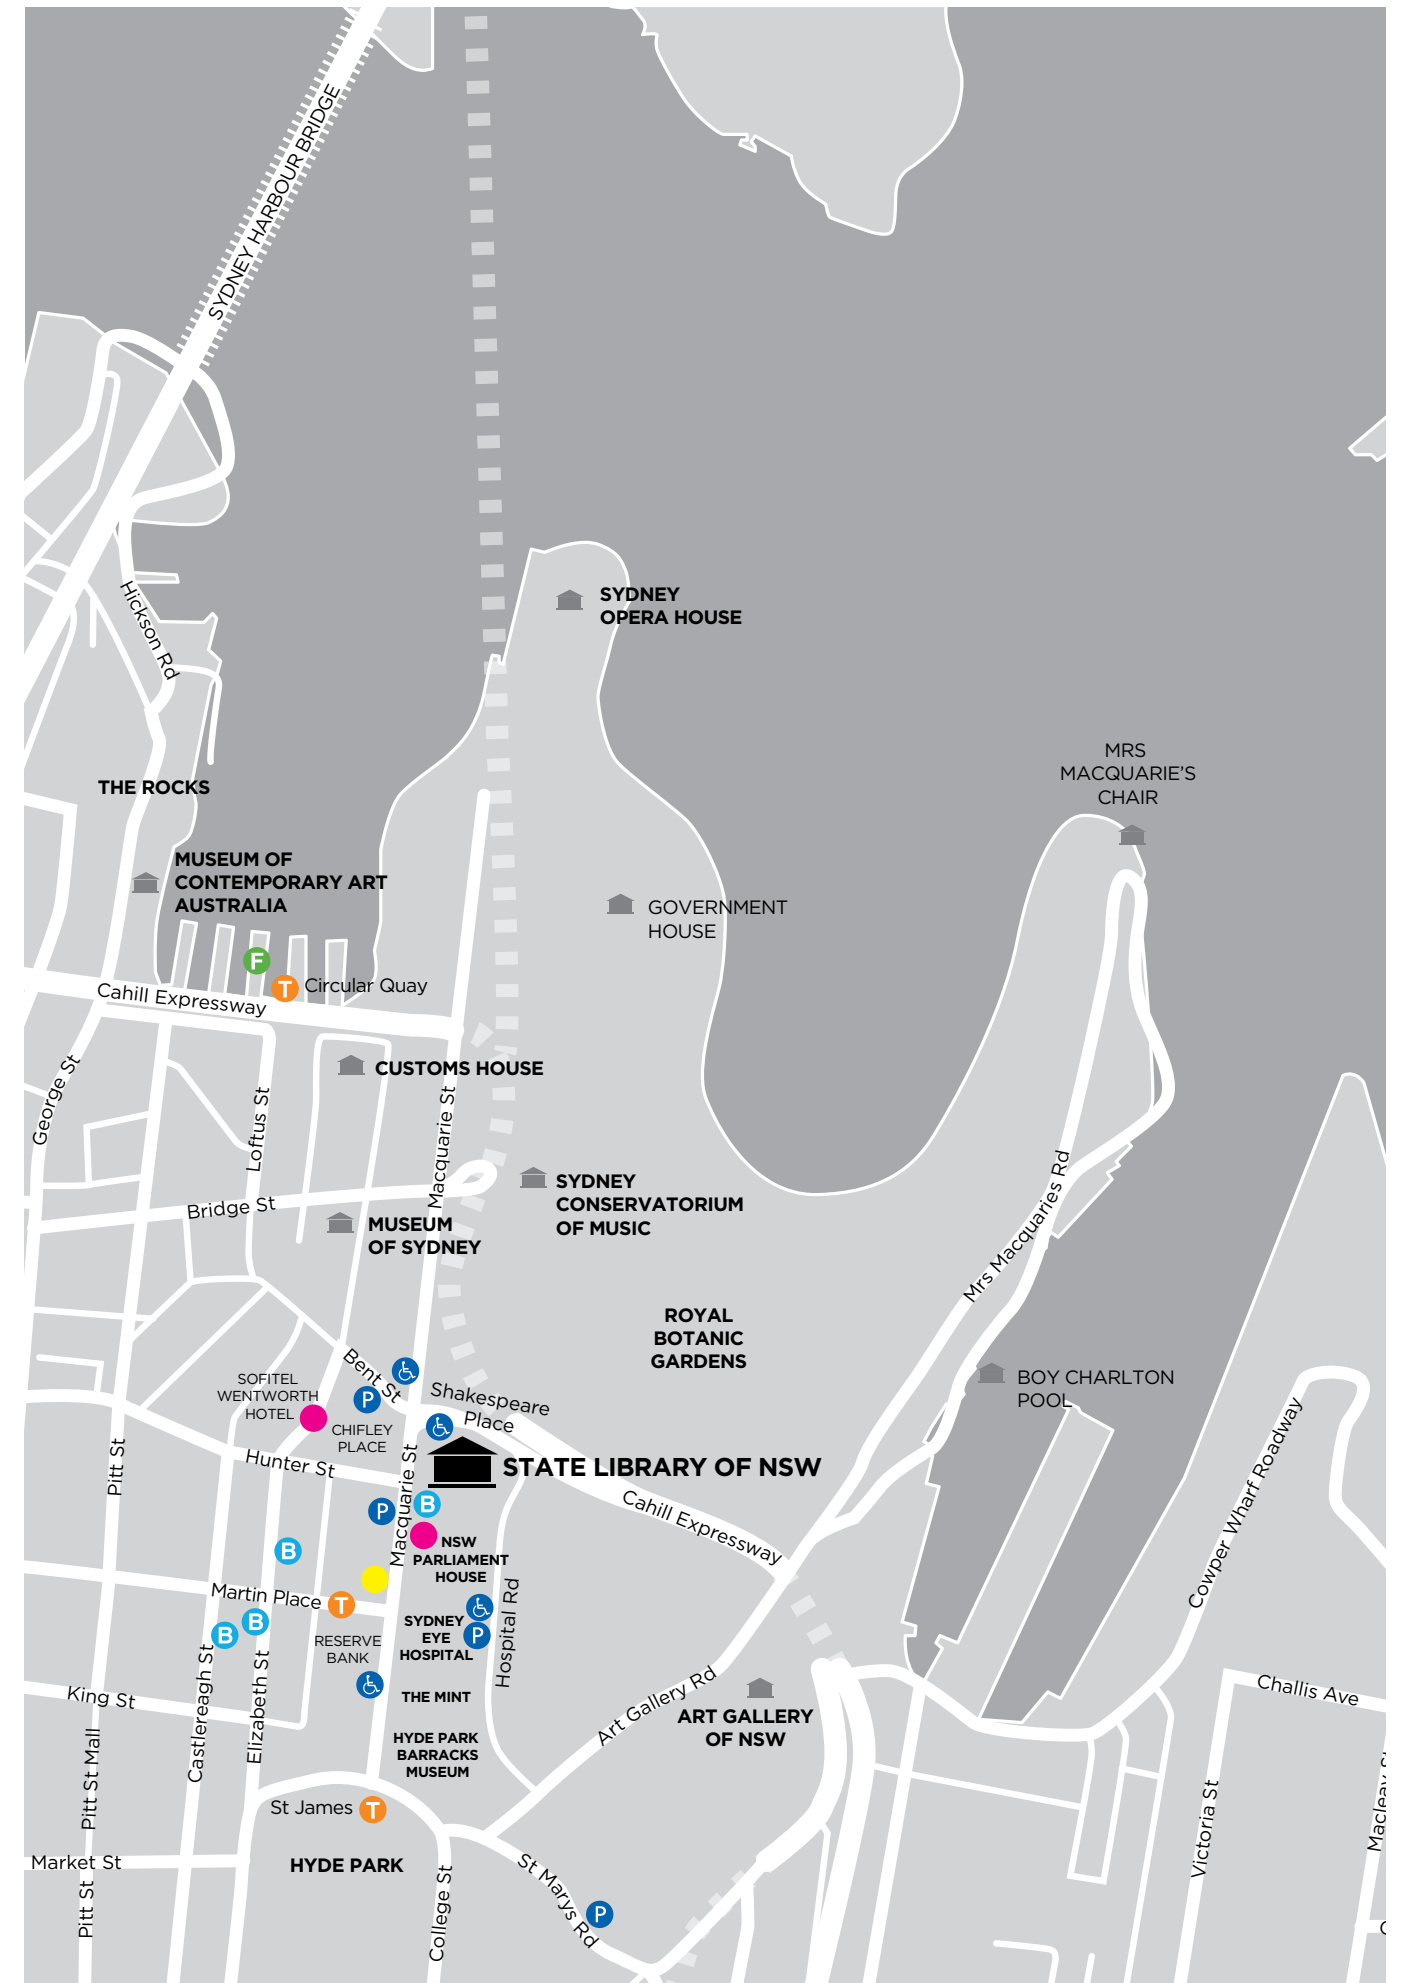 SYDNEY HARBOUR BRIDGE
Hickson Rd
SYDNEY
OPERA HOUSE
MRS
MACQUARIE'S
CHAIR
THE ROCKS
MUSEUM OF
CONTEMPORARY ART
AUSTRALIA
GOVERNMENT
HOUSE
F
T
Circular Quay
Cahill Expressway
CUSTOMS HOUSE
George St
Loftus St
Macquarie St
Bridge St
SYDNEY
CONSERVATORIUM
OF MUSIC
MUSEUM
OF SYDNEY
Mrs Macquaries Rd
ROYAL
BOTANIC
GARDENS
BOY CHARLTON
POOL
Bent St
P
Shakespeare
Place
SOFITEL
WENTWORTH
HOTEL
CHIFLEY
PLACE
Hunter St
Pitt St
Macquarie St
STATE LIBRARY OF NSW
Cahill Expressway
Cowper Wharf Roadway
P
B
NSW
PARLIAMENT
HOUSE
B
Martin Place
T
B
B
SYDNEY
EYE
HOSPITAL
P
Hospital Rd
RESERVE
BANK
THE MINT
King St
Castlereagh St
Elizabeth St
HYDE PARK
BARRACKS
MUSEUM
Art Gallery Rd
ART GALLERY
OF NSW
Challis Ave
Pitt St Mall
St James
T
Victoria St
Macleay St
Market St
HYDE PARK
Pitt St
College St
St Marys Rd
P